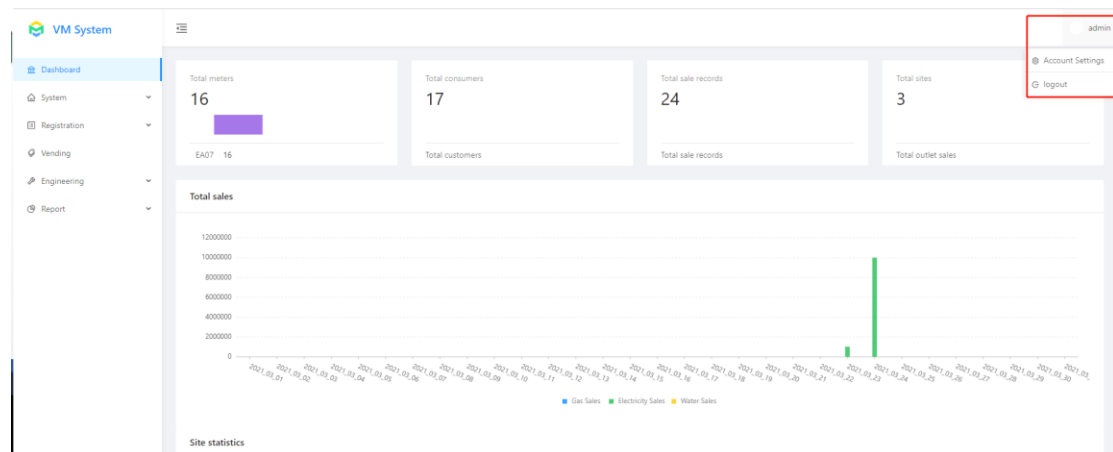 VM System
admin
Account Settings
logout
Dashboard
System
Registration
Vending
Engineering
Report
Total meters
16
EA07 16
Total consumers
17
Total customers
Total sale records
24
Total sale records
Total sites
3
Total outlet sales
Total sales
12000000
10000000
8000000
6000000
4000000
2000000
0
2021_03_01 2021_03_02 2021_03_03 2021_03_04 2021_03_05 2021_03_06 2021_03_07 2021_03_08 2021_03_09 2021_03_10 2021_03_11 2021_03_12 2021_03_13 2021_03_14 2021_03_15 2021_03_16 2021_03_17 2021_03_18 2021_03_19 2021_03_20 2021_03_21 2021_03_22 2021_03_23 2021_03_24 2021_03_25 2021_03_26 2021_03_27 2021_03_28 2021_03_29 2021_03_30 2021_03_
Gas Sales Electricity Sales Water Sales
Site statistics